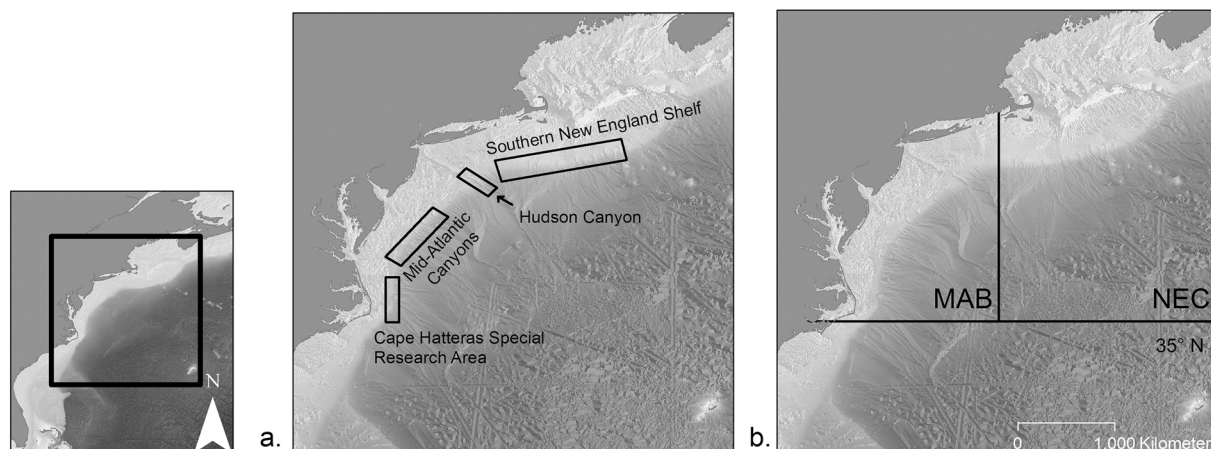 N
a.
Southern New England Shelf
Hudson Canyon
Mid-Atlantic
Canyons
Cape Hatteras Special
Research Area
b.
MAB
NEC
35° N
0
1,000 Kilometer